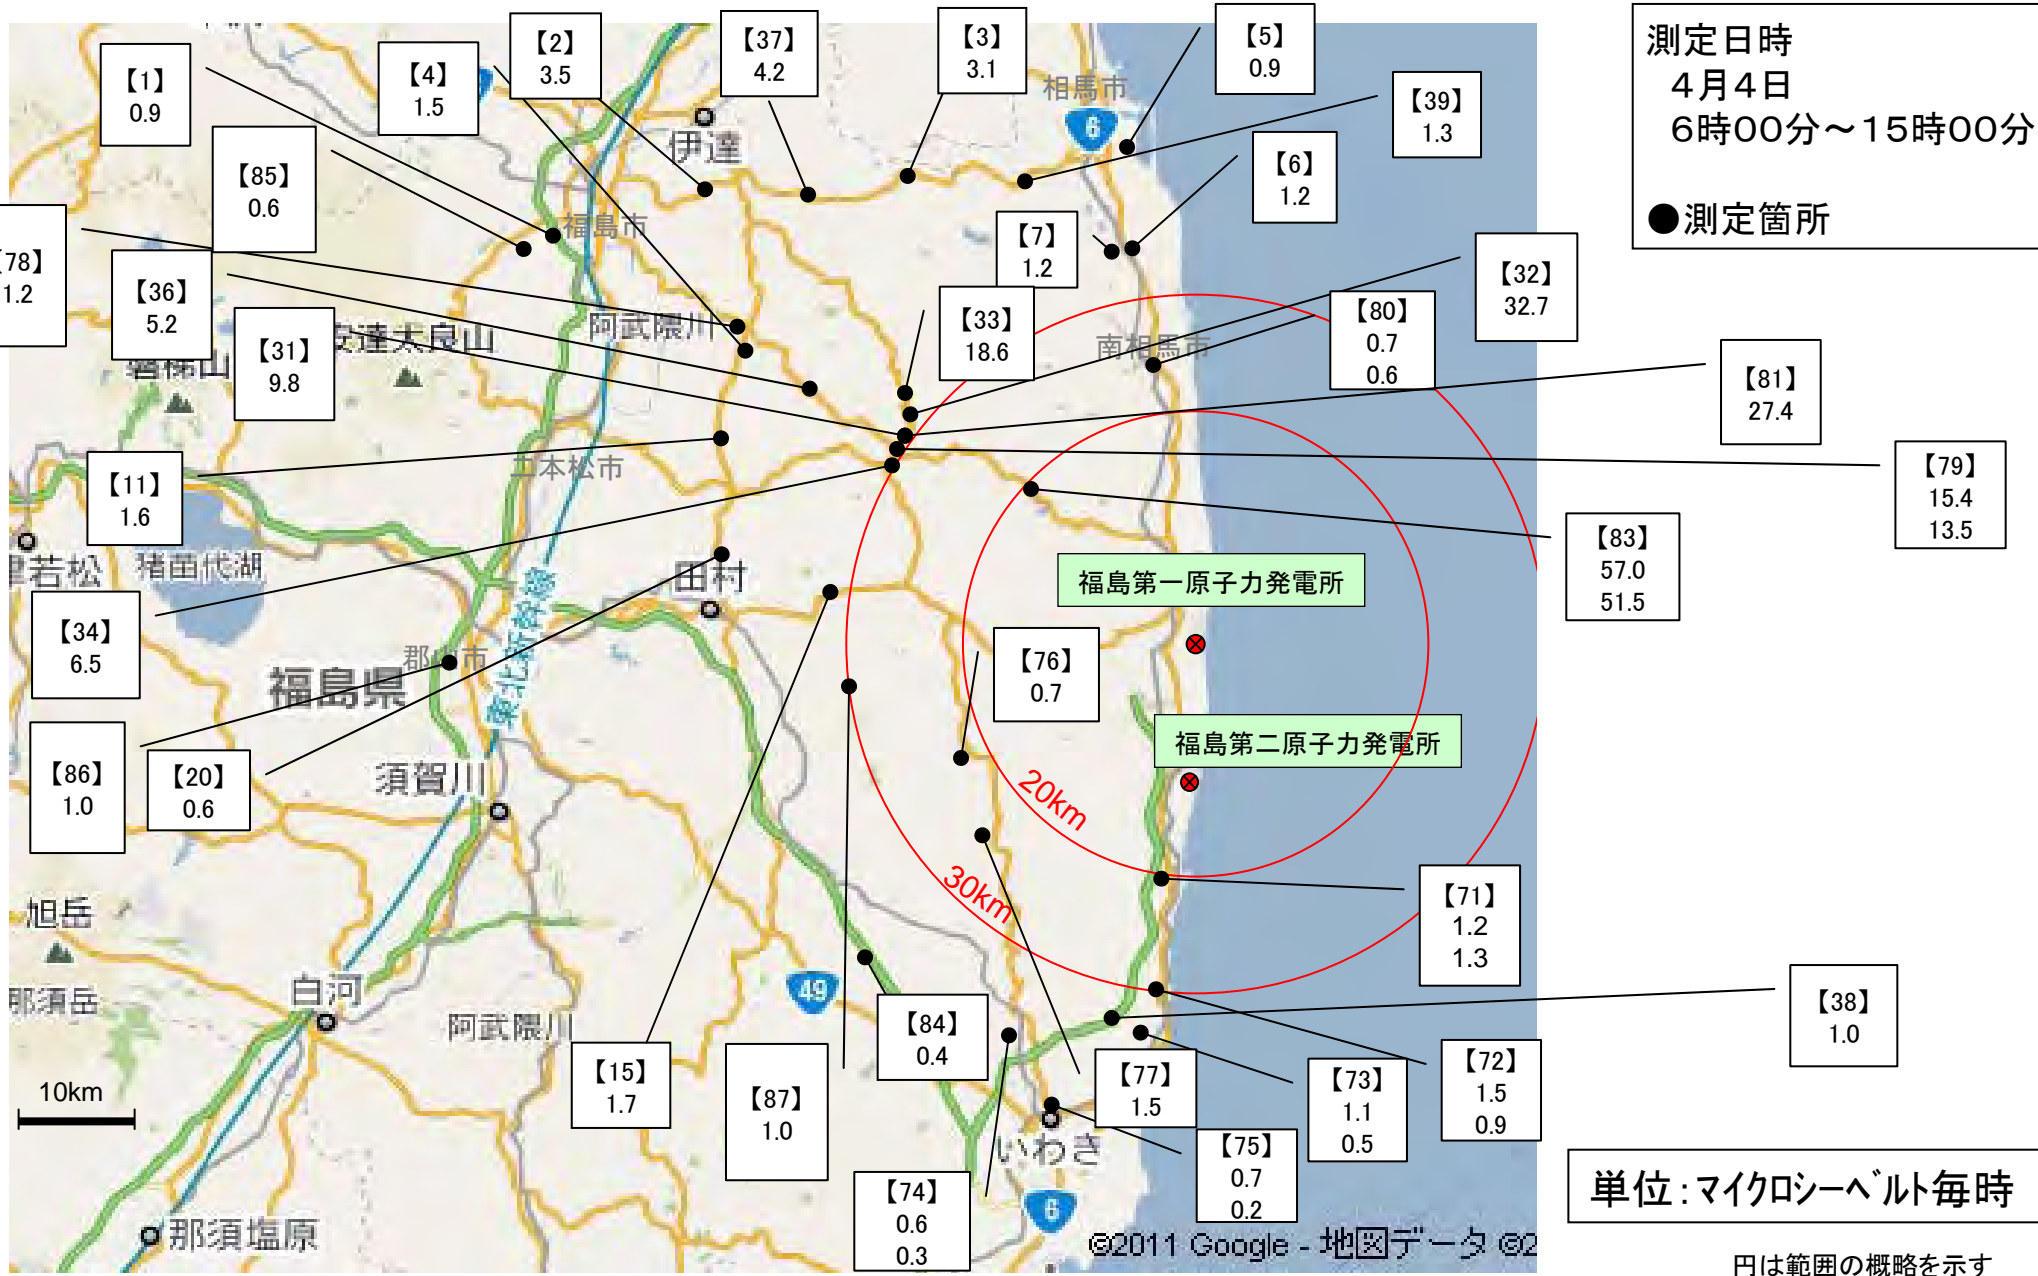 測定日時
4月4日
6時00分～15時00分
●測定箇所
【1】
0.9
【4】
1.5
【2】
3.5
【37】
4.2
【3】
3.1
【5】
0.9
【39】
1.3
【6】
1.2
【7】
1.2
【85】
0.6
78】
1.2
【36】
5.2
【31】
9.8
【33】
18.6
【32】
32.7
【80】
0.7
0.6
【81】
27.4
【79】
15.4
13.5
【83】
57.0
51.5
【11】
1.6
【34】
6.5
【86】
1.0
【20】
0.6
【76】
0.7
【71】
1.2
1.3
【38】
1.0
【72】
1.5
0.9
【73】
1.1
0.5
【77】
1.5
【75】
0.7
0.2
【74】
0.6
0.3
【84】
0.4
【87】
1.0
【15】
1.7
福島第一原子力発電所
福島第二原子力発電所
20km
30km
相馬市
6
伊達
福島市
阿武隈川
安達太良山
磐梯山
南相馬市
二本松市
猪苗代湖
若松
田村
郡山市
福島県
東北新幹線
須賀川
旭岳
那須岳
白河
阿武隈川
49
いわき
6
那須塩原
10km
©2011 Google - 地図データ ©2
単位：マイクロシーベルト毎時
円は範囲の概略を示す